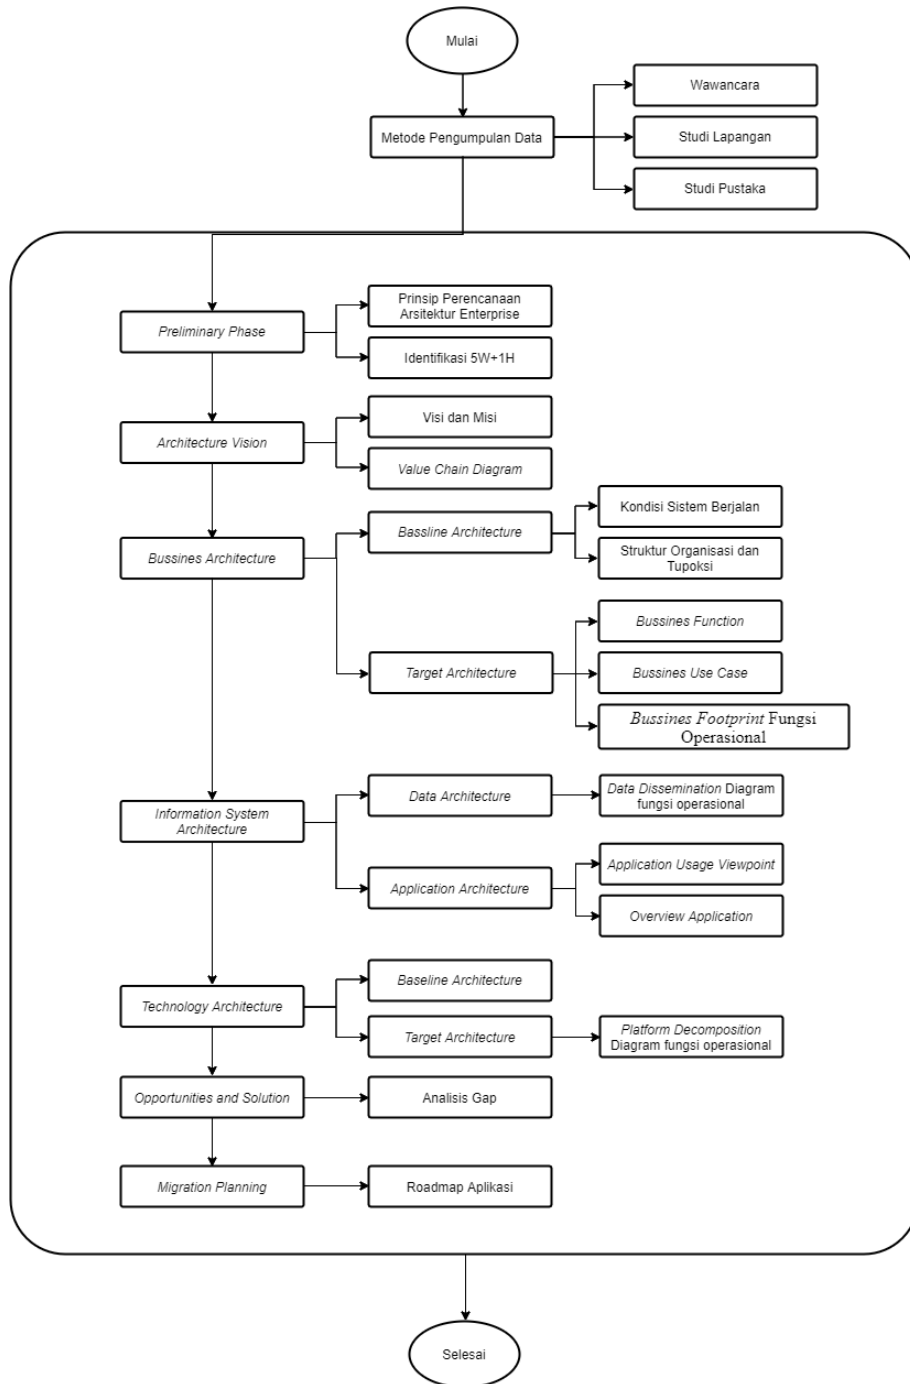 Mulai
Wawancara
Metode Pengumpulan Data
Studi Lapangan
Studi Pustaka
Prinsip Perencanaan
Arsitektur Enterprise
Preliminary Phase
Identifikasi 5W+1H
Visi dan Misi
Architecture Vision
Value Chain Diagram
Kondisi Sistem Berjalan
Bassline Architecture
Bussines Architecture
Struktur Organisasi dan
Tupoksi
Bussines Function
Target Architecture
Bussines Use Case
Bussines Footprint Fungsi
Operasional
Data Architecture
Data Dissemination Diagram
fungsi operasional
Information System
Architecture
Application Usage Viewpoint
Application Architecture
Overview Application
Baseline Architecture
Technology Architecture
Target Architecture
Platform Decomposition
Diagram fungsi operasional
Opportunities and Solution
Analisis Gap
Migration Planning
Roadmap Aplikasi
Selesai